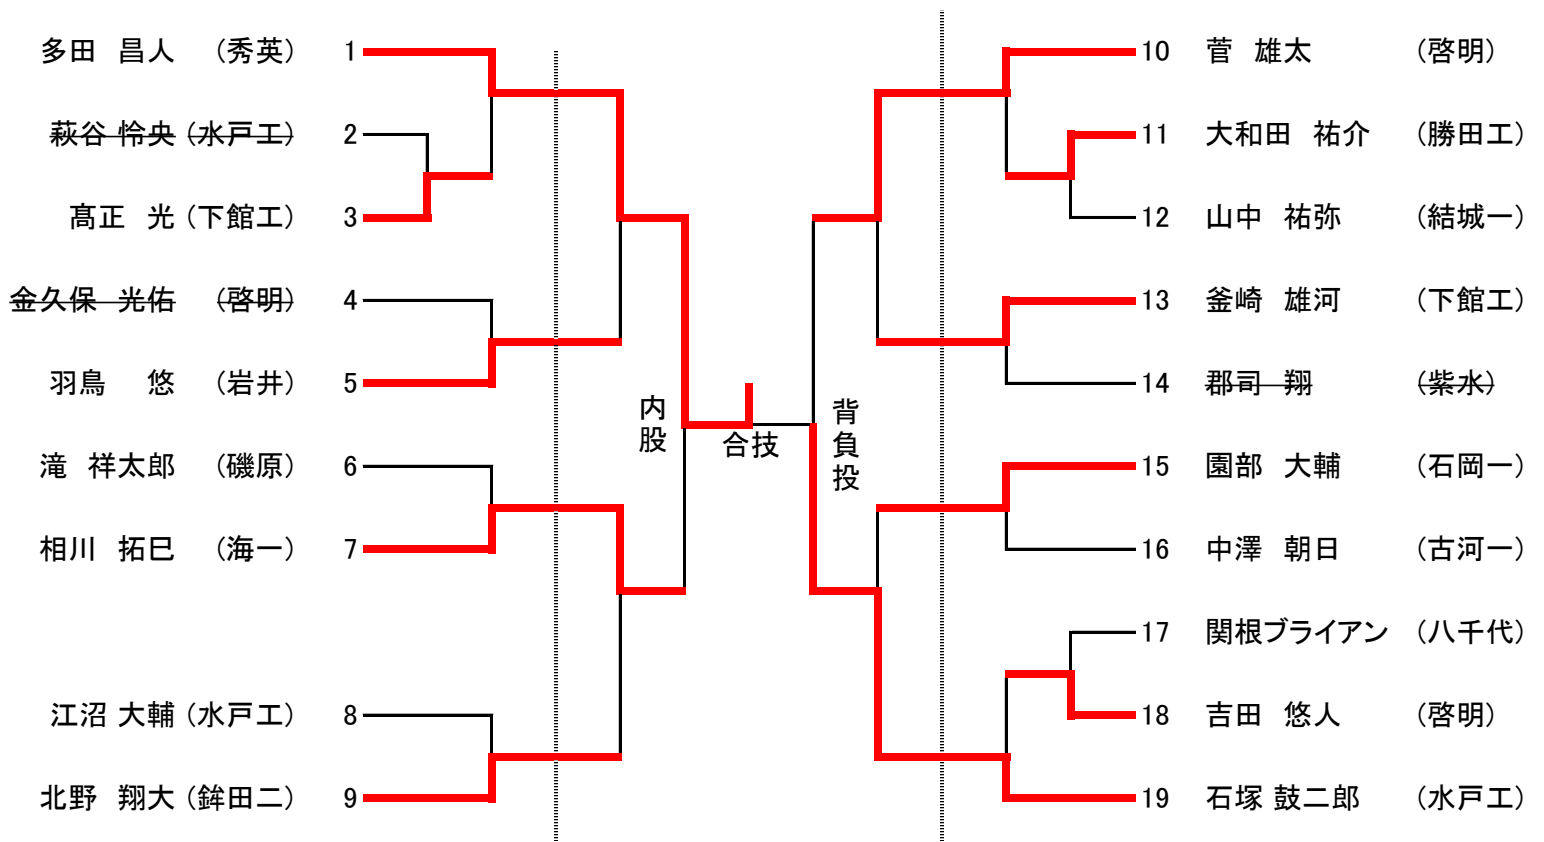 多田 昌人 (秀英) 1
萩谷 怜央 (水戸工) 2
髙正 光 (下館工) 3
金久保 光佑 (啓明) 4
羽鳥 悠 (岩井) 5
滝 祥太郎 (磯原) 6
相川 拓巳 (海一) 7
江沼 大輔 (水戸工) 8
北野 翔大 (鉾田二) 9
内股
合技
背負投
10 菅 雄太 (啓明)
11 大和田 祐介 (勝田工)
12 山中 祐弥 (結城一)
13 釜崎 雄河 (下館工)
14 郡司 翔 (紫水)
15 園部 大輔 (石岡一)
16 中澤 朝日 (古河一)
17 関根ブライアン (八千代)
18 吉田 悠人 (啓明)
19 石塚 鼓二郎 (水戸工)